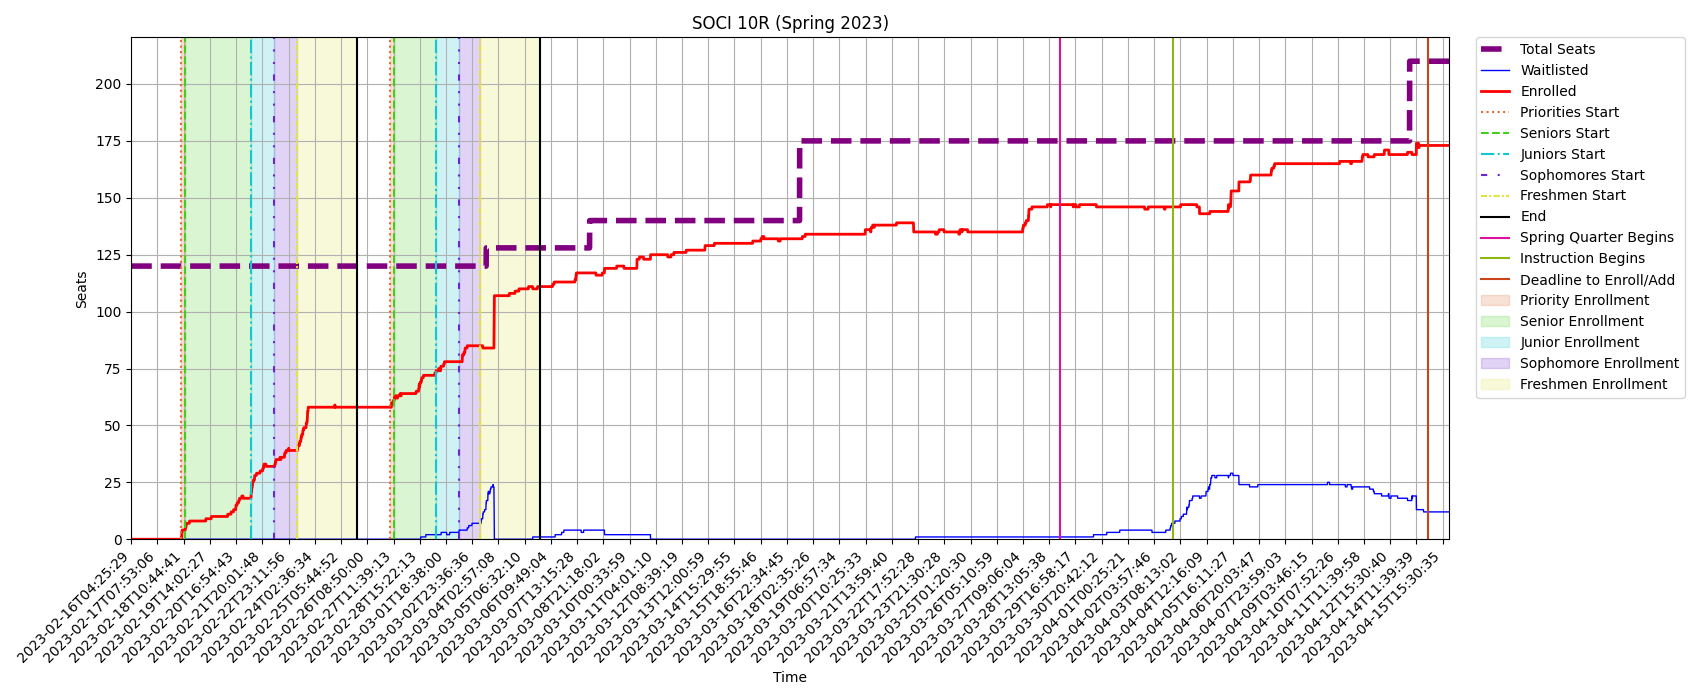 SOCI 10R (Spring 2023)
Seats
200
175
150
125
100
75
50
25
0
2023-02-16T04:25:29
2023-02-17T07:53:06
2023-02-18T10:44:41
2023-02-19T14:02:27
2023-02-20T16:54:43
2023-02-21T20:01:48
2023-02-22T23:11:56
2023-02-24T02:36:34
2023-02-25T05:44:52
2023-02-26T08:50:00
2023-02-27T11:39:13
2023-02-28T15:22:13
2023-03-01T18:38:00
2023-03-02T23:36:36
2023-03-04T02:57:08
2023-03-05T06:32:10
2023-03-06T09:49:04
2023-03-07T13:15:28
2023-03-08T21:18:02
2023-03-10T00:33:59
2023-03-11T04:01:10
2023-03-12T08:39:19
2023-03-13T12:00:59
2023-03-14T15:29:55
2023-03-15T18:55:46
2023-03-16T22:34:45
2023-03-18T02:35:26
2023-03-19T06:57:34
2023-03-20T10:25:33
2023-03-21T13:59:40
2023-03-22T17:52:28
2023-03-23T21:30:28
2023-03-25T01:20:30
2023-03-26T05:10:59
2023-03-27T09:06:04
2023-03-28T13:05:38
2023-03-29T16:58:17
2023-03-30T20:42:12
2023-04-01T00:25:21
2023-04-02T03:57:46
2023-04-03T08:13:02
2023-04-04T12:16:09
2023-04-05T16:11:27
2023-04-06T20:03:47
2023-04-07T23:59:03
2023-04-09T03:46:15
2023-04-10T07:52:26
2023-04-11T11:39:58
2023-04-12T15:30:40
2023-04-14T11:39:39
2023-04-15T15:30:35
Time
Total Seats
Waitlisted
Enrolled
Priorities Start
Seniors Start
Juniors Start
Sophomores Start
Freshmen Start
End
Spring Quarter Begins
Instruction Begins
Deadline to Enroll/Add
Priority Enrollment
Senior Enrollment
Junior Enrollment
Sophomore Enrollment
Freshmen Enrollment